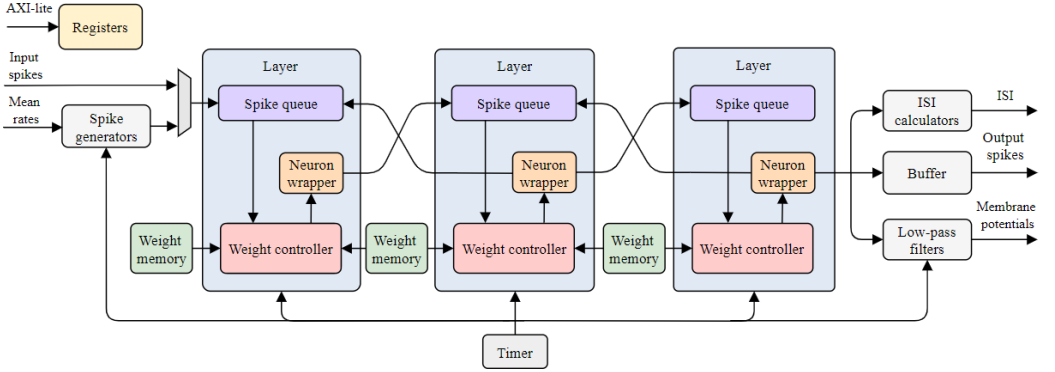 AXI-lite
Registers
Input
spikes
Mean
rates
Spike
generators
Layer
Spike queue
Neuron
wrapper
Weight
memory
Weight controller
Layer
Spike queue
Neuron
wrapper
Weight
memory
Weight controller
Layer
Spike queue
Neuron
wrapper
Weight
memory
Weight controller
ISI
calculators
ISI
Buffer
Output
spikes
Low-pass
filters
Membrane
potentials
Timer